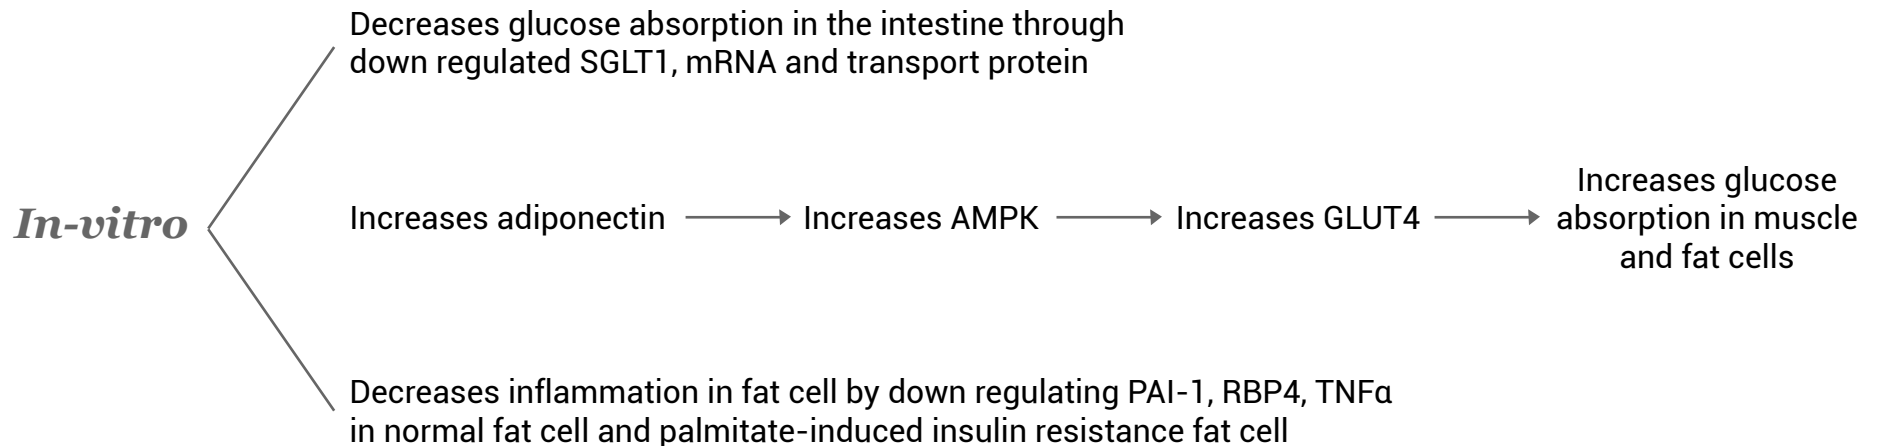 Decreases glucose absorption in the intestine through
down regulated SGLT1, mRNA and transport protein
In-vitro
Increases adiponectin
Increases AMPK
Increases GLUT4
Increases glucose
absorption in muscle
and fat cells
Decreases inflammation in fat cell by down regulating PAI-1, RBP4, TNFα
in normal fat cell and palmitate-induced insulin resistance fat cell